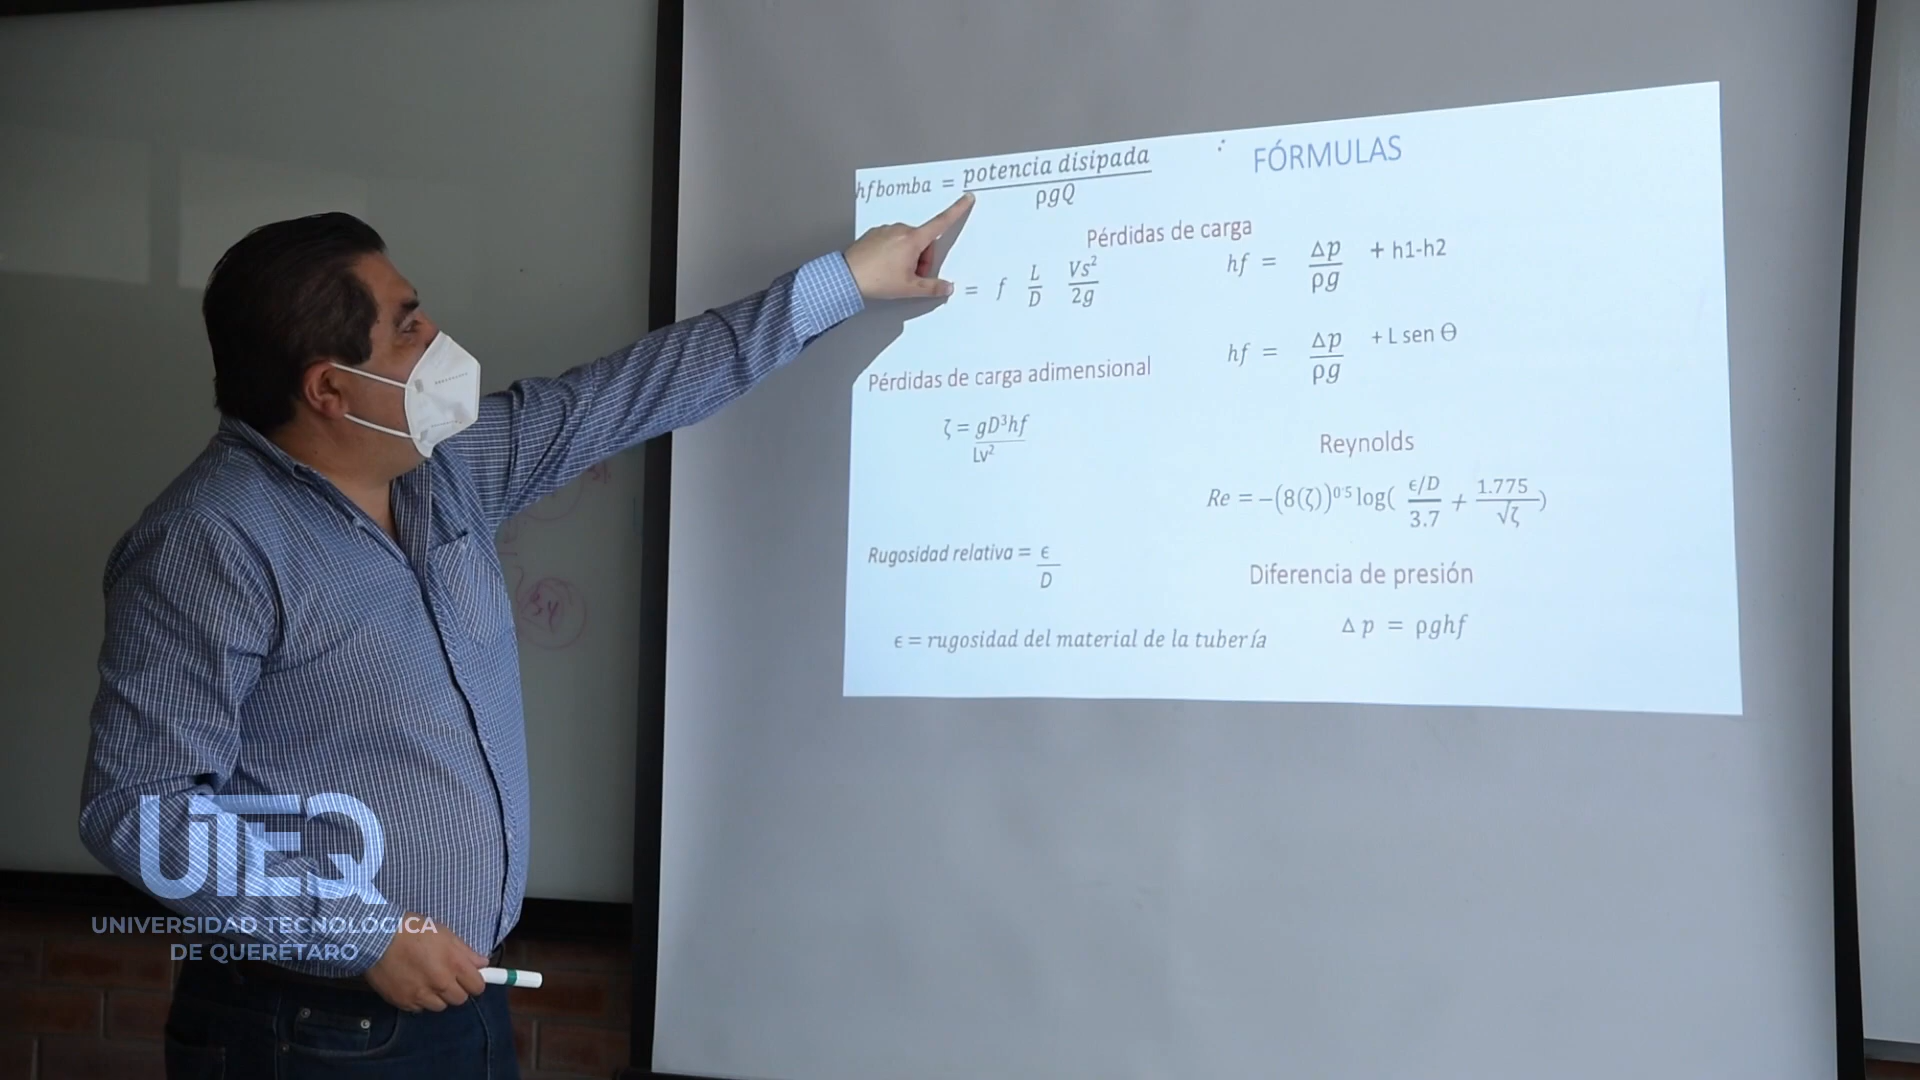 FÓRMULAS
hfbomba = potencia disipada
ρgQ
Pérdidas de carga
= f L/D Vs²/2g
hf = Δp/ρg + h1-h2
hf = Δp/ρg + L sen Θ
Pérdidas de carga adimensional
ζ = gD³hf
Lv²
Reynolds
Re = −(8(ζ))^0.5 log( ϵ/D/3.7 + 1.775/√ζ )
Rugosidad relativa = ϵ
D
Diferencia de presión
Δp = ρghf
ϵ = rugosidad del material de la tubería
UTEQ
UNIVERSIDAD TECNOLÓGICA
DE QUERÉTARO